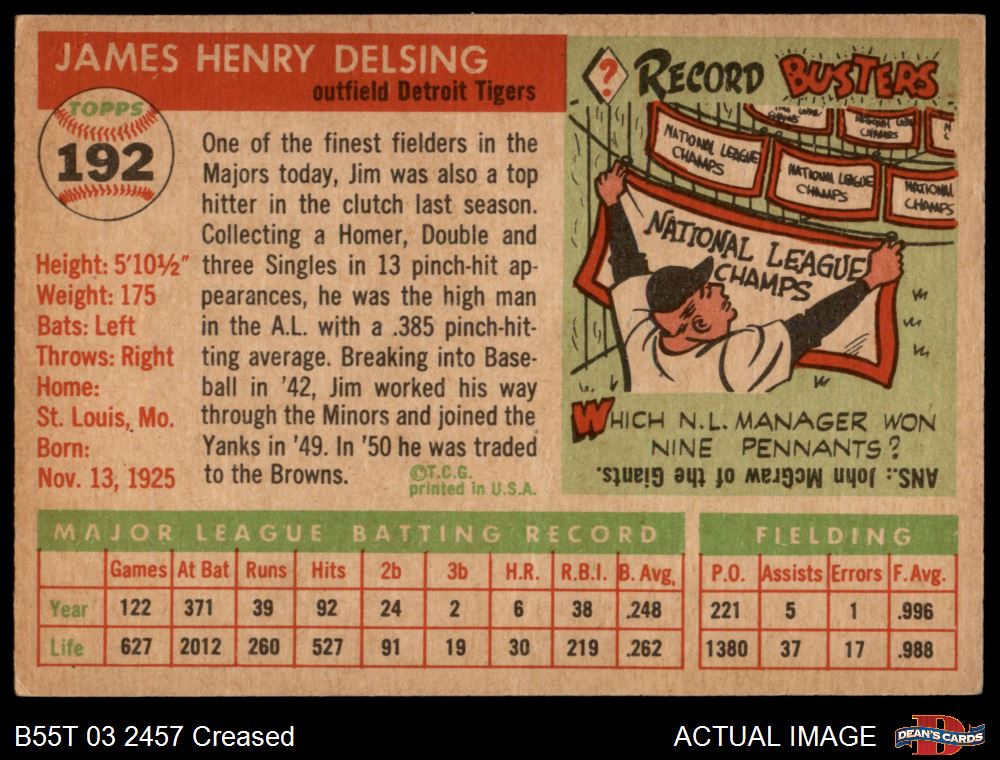 JAMES HENRY DELSING
outfield Detroit Tigers
TOPPS
192
Height: 5'10½"
Weight: 175
Bats: Left
Throws: Right
Home:
St. Louis, Mo.
Born:
Nov. 13, 1925
One of the finest fielders in the
Majors today, Jim was also a top
hitter in the clutch last season.
Collecting a Homer, Double and
three Singles in 13 pinch-hit ap-
pearances, he was the high man
in the A.L. with a .385 pinch-hit-
ting average. Breaking into Base-
ball in '42, Jim worked his way
through the Minors and joined the
Yanks in '49. In '50 he was traded
to the Browns.
©T.C.G.
printed in U.S.A.
? RECORD BUSTERS
CHAMPS
CHAMPS
NATIONAL LEAGUE
CHAMPS
NATIONAL LEAGUE
CHAMPS
NATIONAL
CHAMPS
NATIONAL LEAGUE
CHAMPS
WHICH N.L. MANAGER WON
NINE PENNANTS?
ANS.: John McGraw of the Giants.
MAJOR LEAGUE BATTING RECORD
Games At Bat Runs Hits 2b 3b H.R. R.B.I. B. Avg,
Year 122 371 39 92 24 2 6 38 .248
Life 627 2012 260 527 91 19 30 219 .262
FIELDING
P.O. Assists Errors F. Avg.
221 5 1 .996
1380 37 17 .988
B55T 03 2457 Creased
ACTUAL IMAGE
DEAN'S CARDS